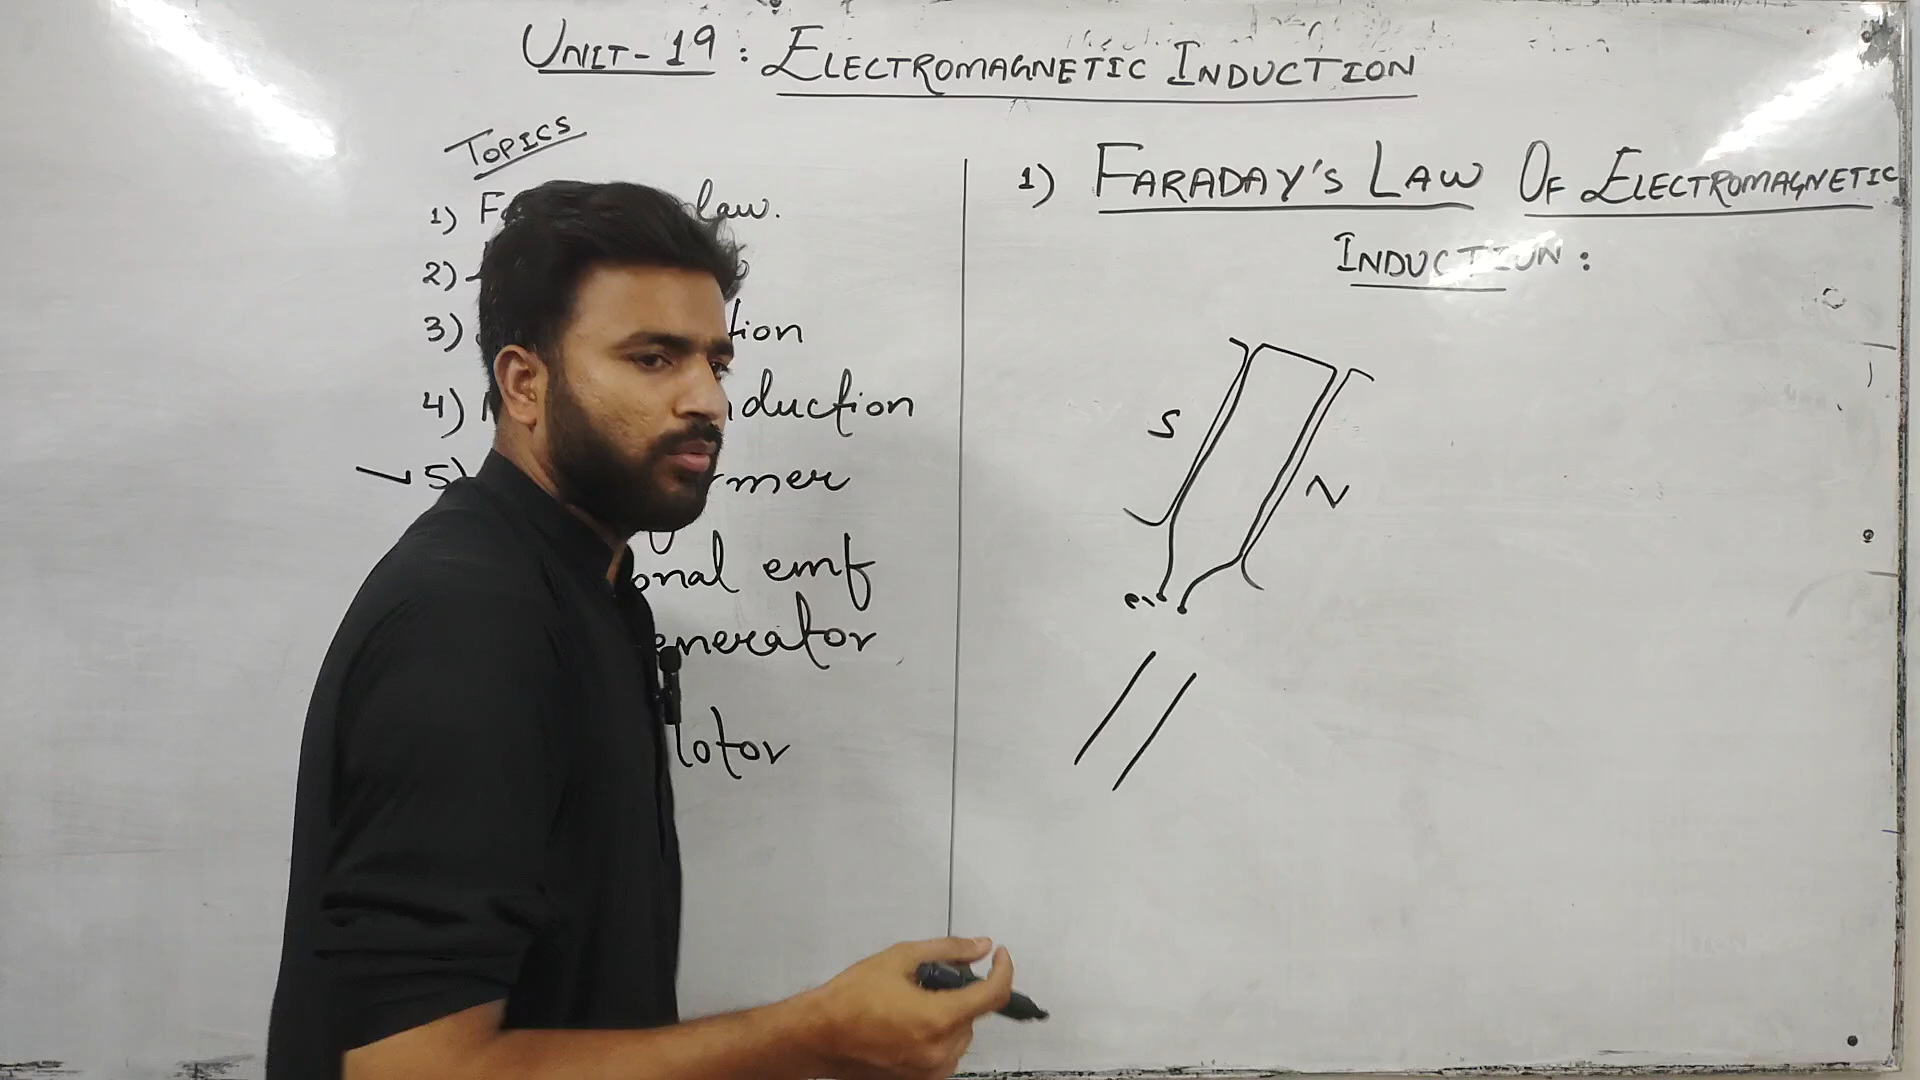 UNIT-19 : ELECTROMAGNETIC INDUCTION
TOPICS
1) law.
2)
3) tion
4) duction
5) rmer
onal emf
enerator
otor
1) FARADAY'S LAW OF ELECTROMAGNETIC
INDUCTION :
S
N